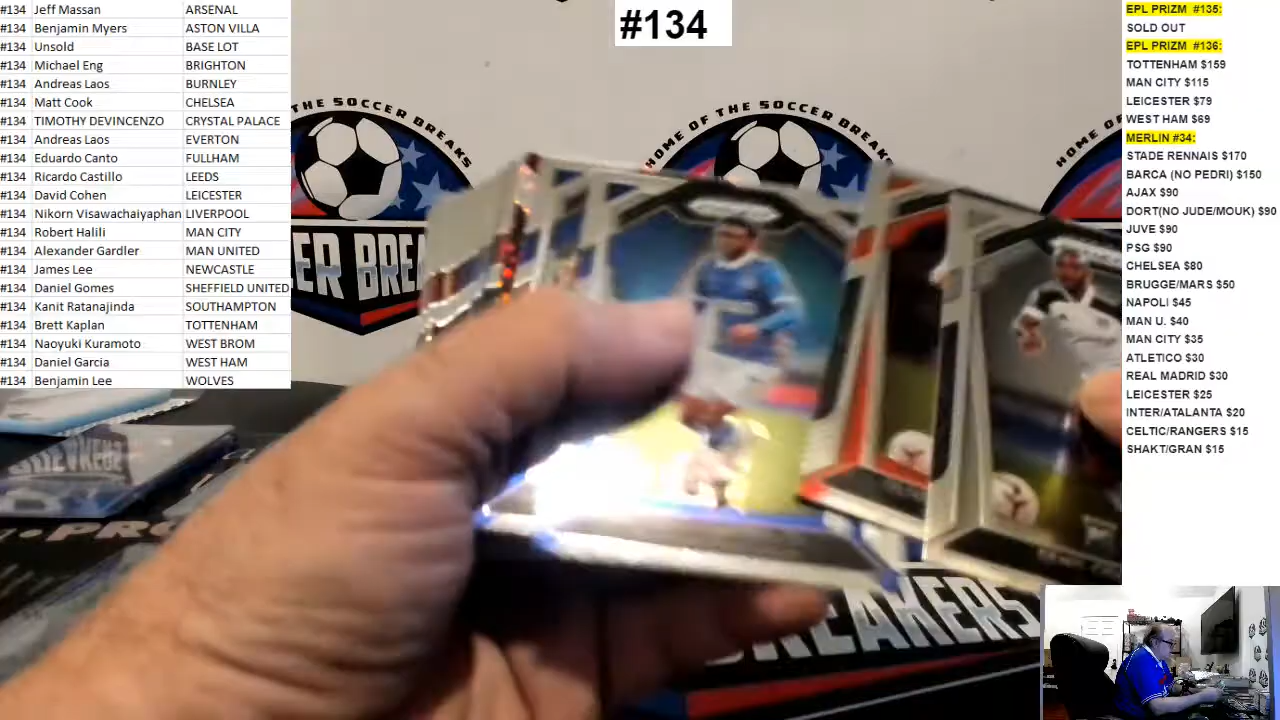 #134 Jeff Massan ARSENAL
#134 Benjamin Myers ASTON VILLA
#134 Unsold BASE LOT
#134 Michael Eng BRIGHTON
#134 Andreas Laos BURNLEY
#134 Matt Cook CHELSEA
#134 TIMOTHY DEVINCENZO CRYSTAL PALACE
#134 Andreas Laos EVERTON
#134 Eduardo Canto FULLHAM
#134 Ricardo Castillo LEEDS
#134 David Cohen LEICESTER
#134 Nikorn Visawachaiyaphan LIVERPOOL
#134 Robert Halili MAN CITY
#134 Alexander Gardler MAN UNITED
#134 James Lee NEWCASTLE
#134 Daniel Gomes SHEFFIELD UNITED
#134 Kanit Ratanajinda SOUTHAMPTON
#134 Brett Kaplan TOTTENHAM
#134 Naoyuki Kuramoto WEST BROM
#134 Daniel Garcia WEST HAM
#134 Benjamin Lee WOLVES
#134
THE SOCCER BREAKS
ER BREA
HOME OF THE SOCCER BREAKS
HOME OF
BREAKERS
EPL PRIZM #135:
SOLD OUT
EPL PRIZM #136:
TOTTENHAM $159
MAN CITY $115
LEICESTER $79
WEST HAM $69
MERLIN #34:
STADE RENNAIS $170
BARCA (NO PEDRI) $150
AJAX $90
DORT(NO JUDE/MOUK) $90
JUVE $90
PSG $90
CHELSEA $80
BRUGGE/MARS $50
NAPOLI $45
MAN U. $40
MAN CITY $35
ATLETICO $30
REAL MADRID $30
LEICESTER $25
INTER/ATALANTA $20
CELTIC/RANGERS $15
SHAKT/GRAN $15